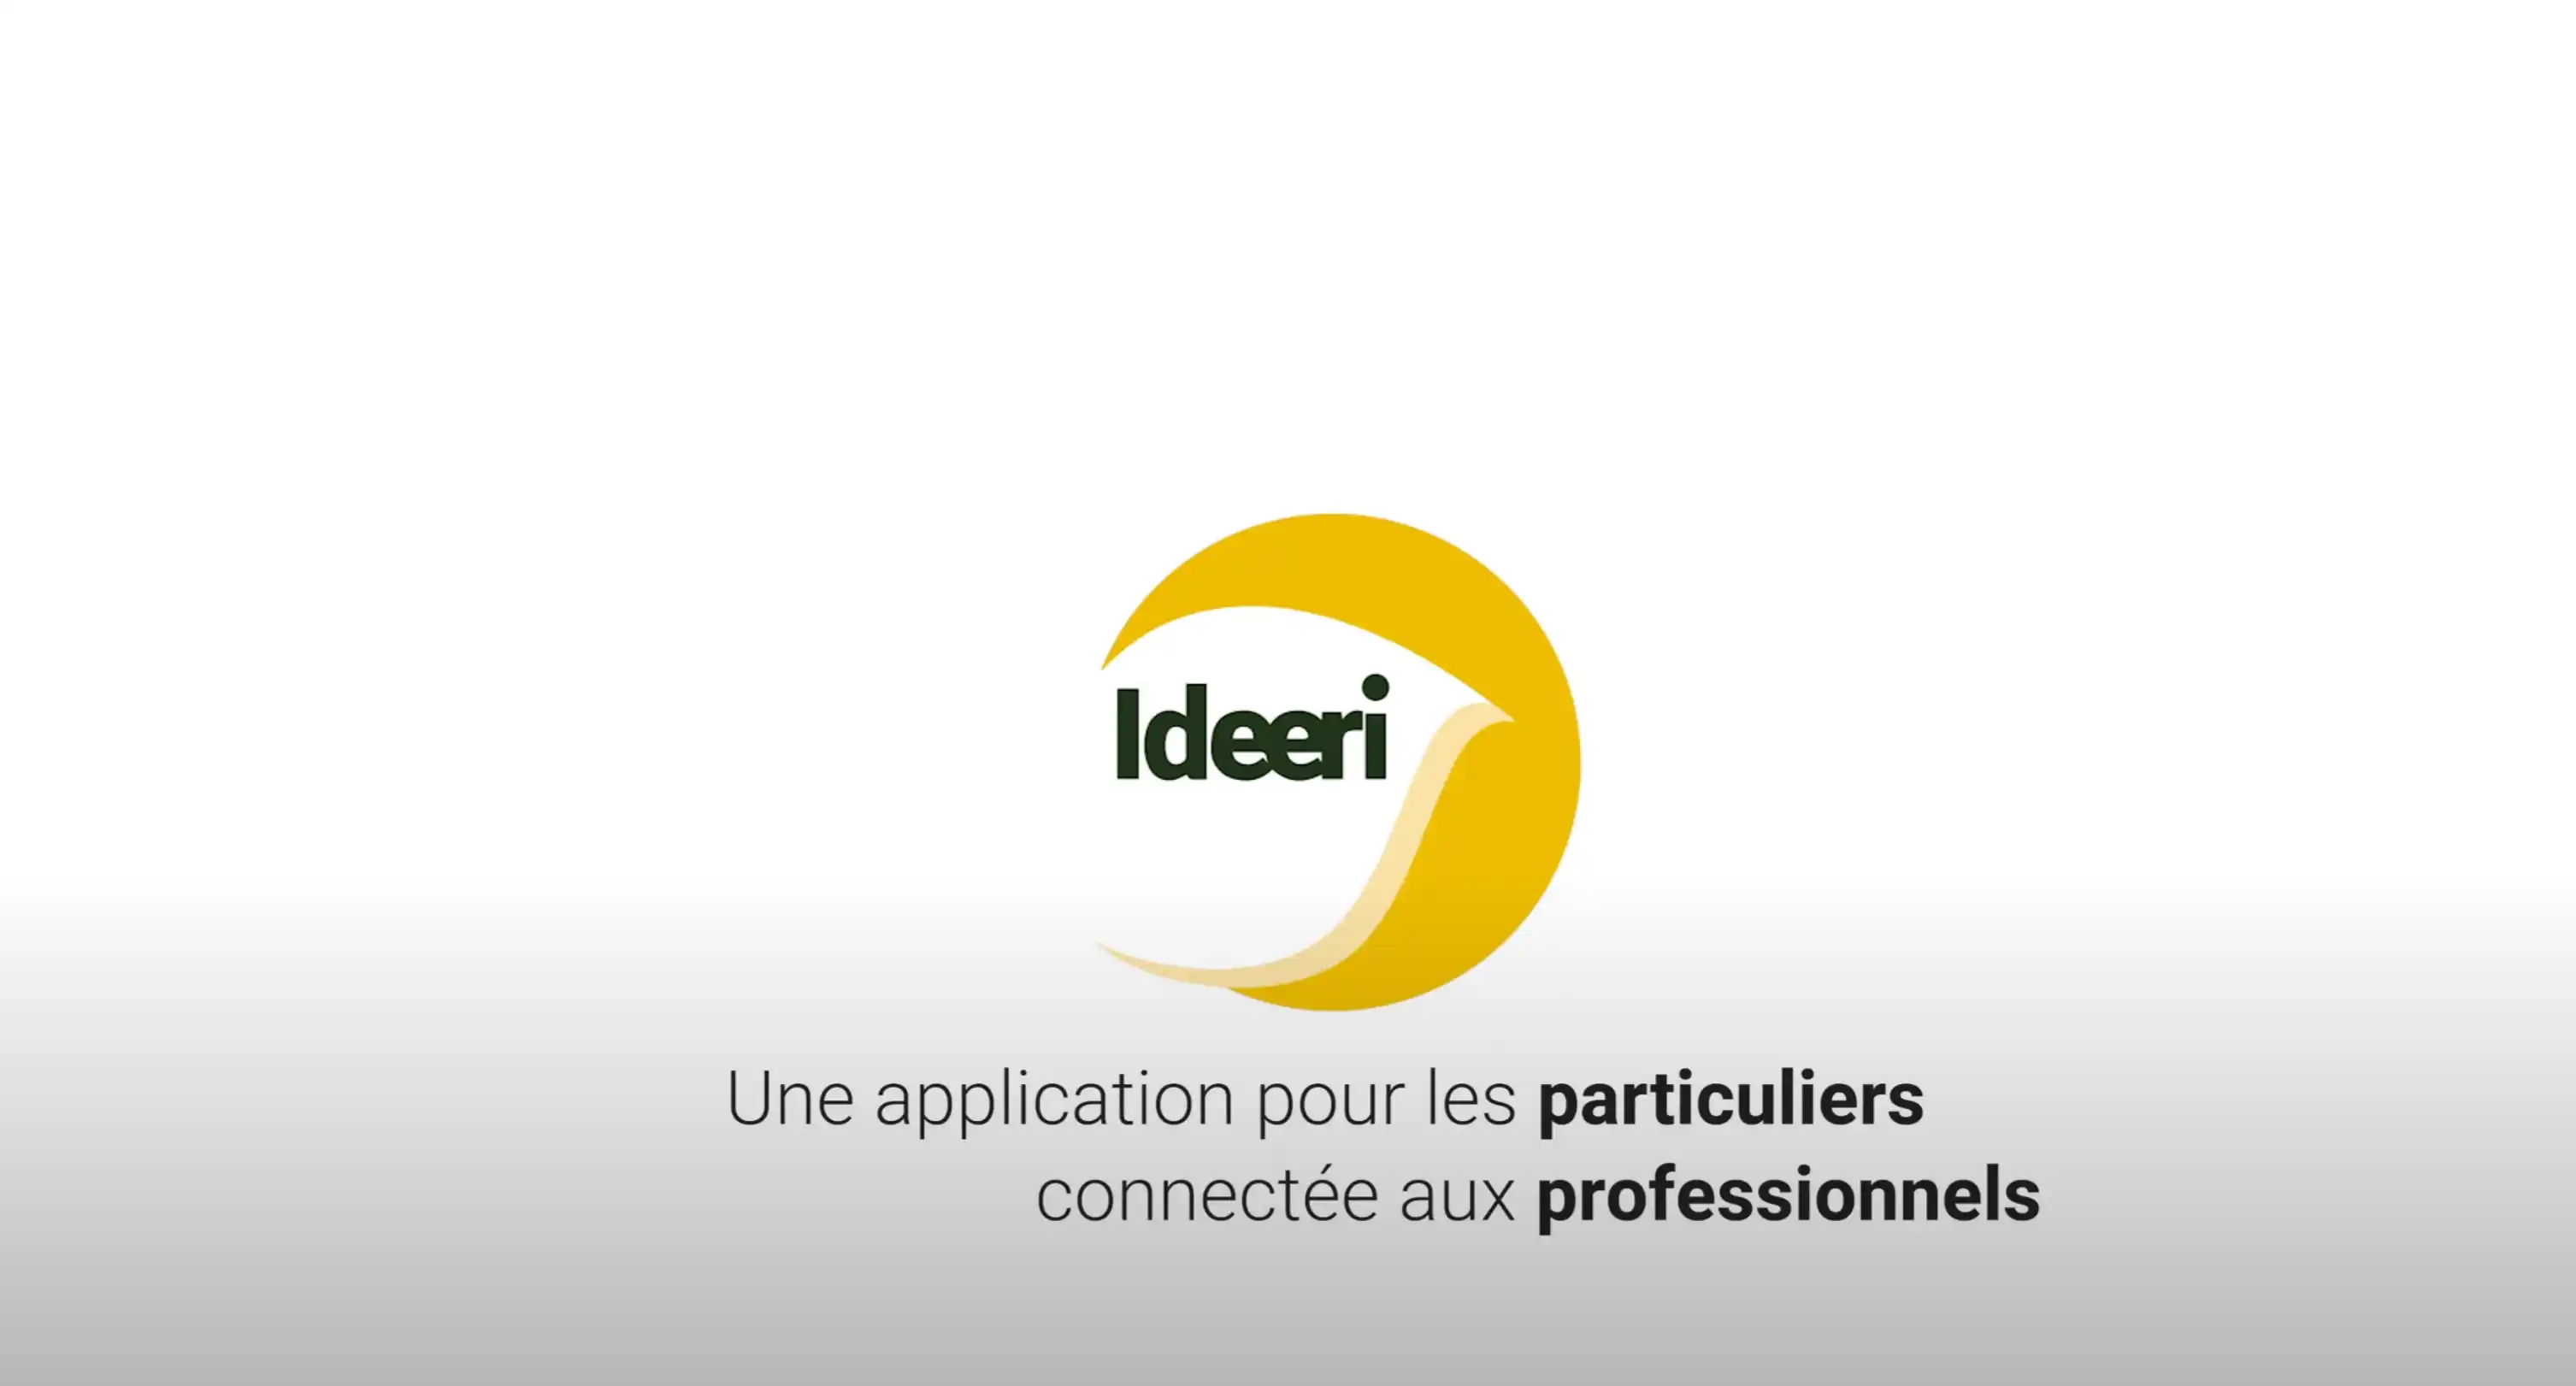 Ideeri
Une application pour les particuliers
connectée aux professionnels